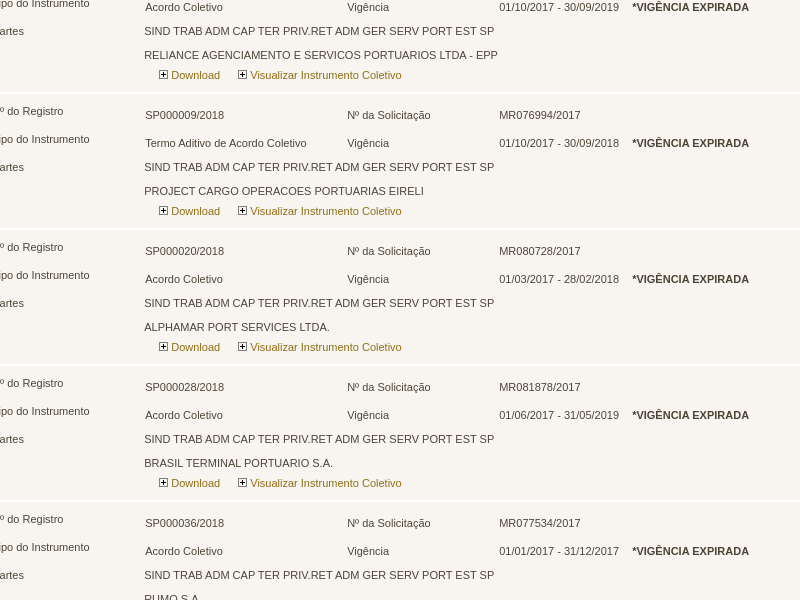 ipo do Instrumento Acordo Coletivo Vigência 01/10/2017 - 30/09/2019 *VIGÊNCIA EXPIRADA
artes SIND TRAB ADM CAP TER PRIV.RET ADM GER SERV PORT EST SP
RELIANCE AGENCIAMENTO E SERVICOS PORTUARIOS LTDA - EPP
Download Visualizar Instrumento Coletivo
º do Registro SP000009/2018 Nº da Solicitação MR076994/2017
ipo do Instrumento Termo Aditivo de Acordo Coletivo Vigência 01/10/2017 - 30/09/2018 *VIGÊNCIA EXPIRADA
artes SIND TRAB ADM CAP TER PRIV.RET ADM GER SERV PORT EST SP
PROJECT CARGO OPERACOES PORTUARIAS EIRELI
Download Visualizar Instrumento Coletivo
º do Registro SP000020/2018 Nº da Solicitação MR080728/2017
ipo do Instrumento Acordo Coletivo Vigência 01/03/2017 - 28/02/2018 *VIGÊNCIA EXPIRADA
artes SIND TRAB ADM CAP TER PRIV.RET ADM GER SERV PORT EST SP
ALPHAMAR PORT SERVICES LTDA.
Download Visualizar Instrumento Coletivo
º do Registro SP000028/2018 Nº da Solicitação MR081878/2017
ipo do Instrumento Acordo Coletivo Vigência 01/06/2017 - 31/05/2019 *VIGÊNCIA EXPIRADA
artes SIND TRAB ADM CAP TER PRIV.RET ADM GER SERV PORT EST SP
BRASIL TERMINAL PORTUARIO S.A.
Download Visualizar Instrumento Coletivo
º do Registro SP000036/2018 Nº da Solicitação MR077534/2017
ipo do Instrumento Acordo Coletivo Vigência 01/01/2017 - 31/12/2017 *VIGÊNCIA EXPIRADA
artes SIND TRAB ADM CAP TER PRIV.RET ADM GER SERV PORT EST SP
RUMO S.A